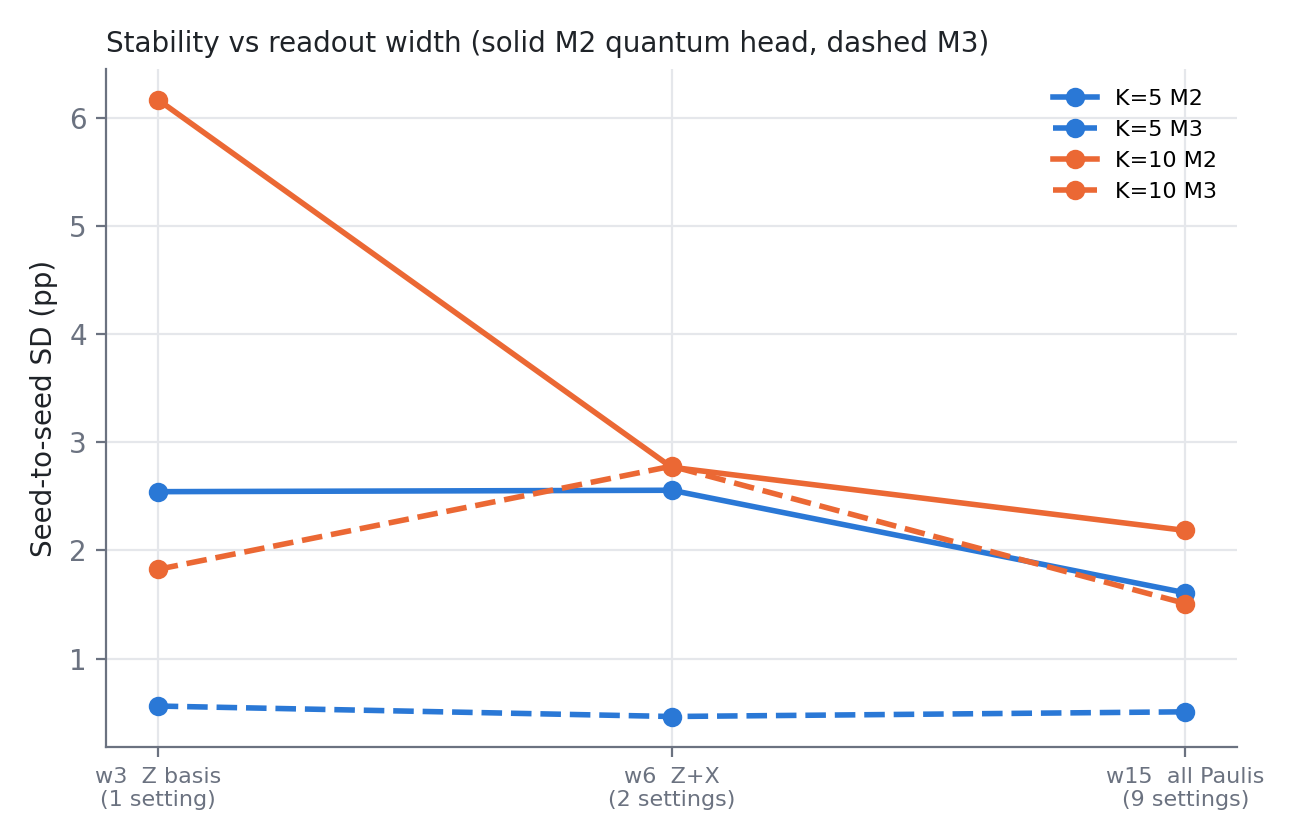 Stability vs readout width (solid M2 quantum head, dashed M3)
K=5 M2
K=5 M3
K=10 M2
K=10 M3
Seed-to-seed SD (pp)
6
5
4
3
2
1
w3  Z basis
(1 setting)
w6  Z+X
(2 settings)
w15  all Paulis
(9 settings)